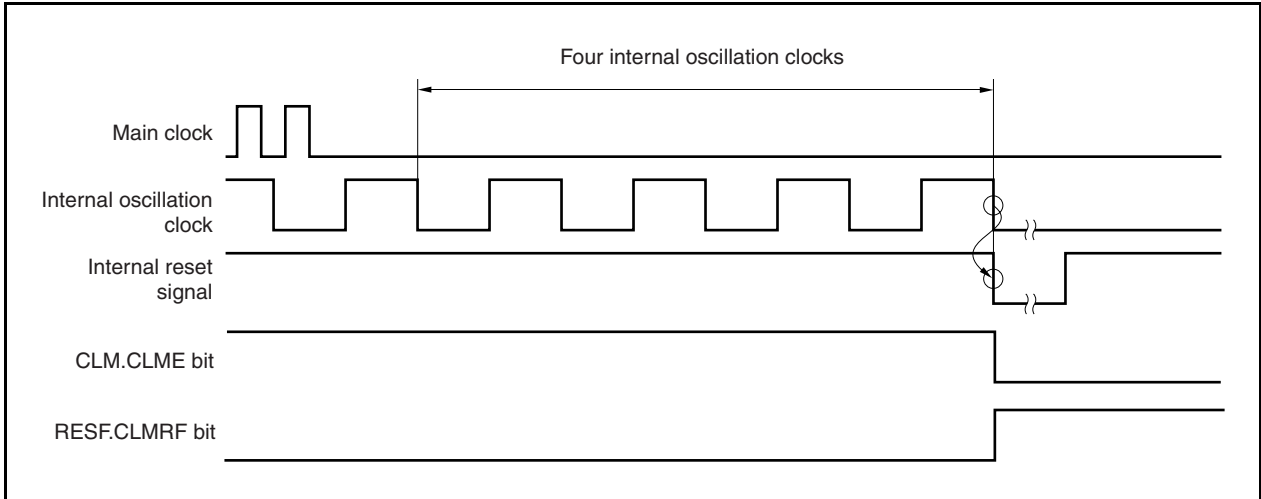 Four internal oscillation clocks
Main clock
Internal oscillation
clock
Internal reset
signal
CLM.CLME bit
RESF.CLMRF bit